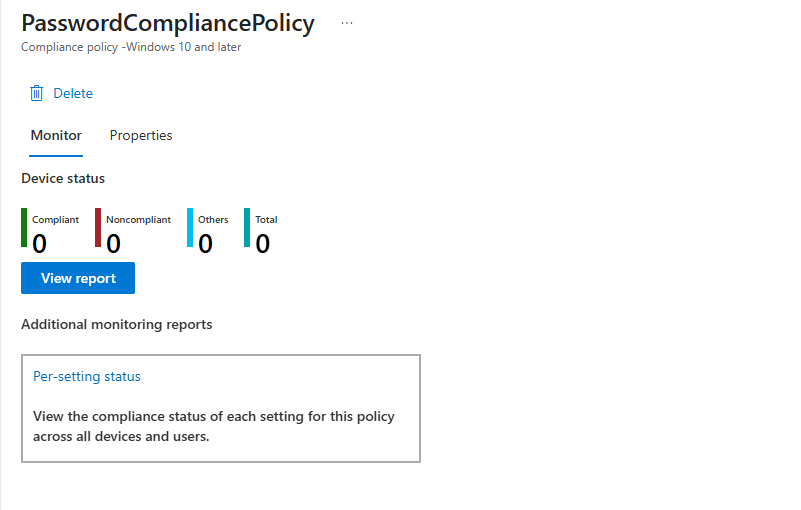 PasswordCompliancePolicy ...
Compliance policy -Windows 10 and later
Delete
Monitor Properties
Device status
Compliant Noncompliant Others Total
0 0 0 0
View report
Additional monitoring reports
Per-setting status
View the compliance status of each setting for this policy
across all devices and users.